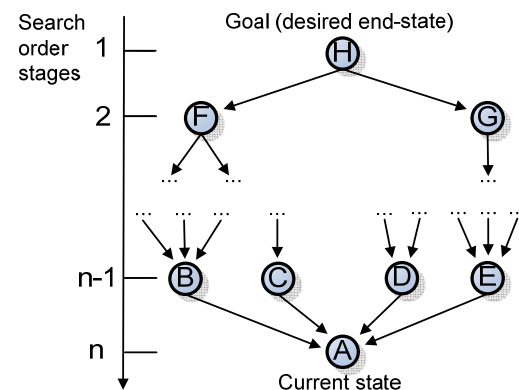 Search
order
stages
Goal (desired end-state)
1
H
2
F
G
... ... ...
... ... ... ... ... ... ... ... ...
n-1
B
C
D
E
n
A
Current state